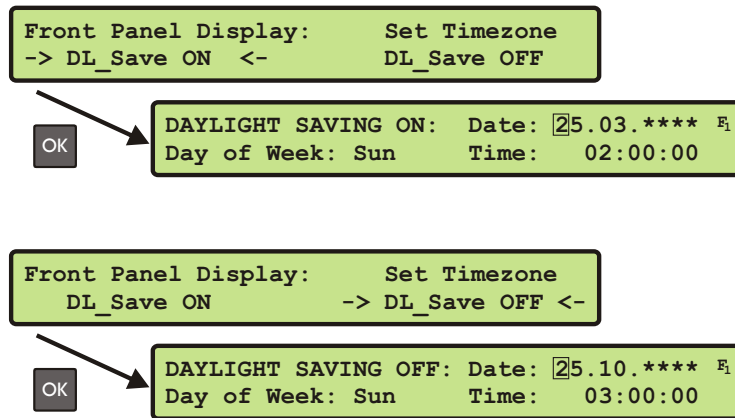 Front Panel Display: Set Timezone
-> DL_Save ON <- DL_Save OFF
OK
DAYLIGHT SAVING ON: Date: 25.03.**** F1
Day of Week: Sun Time: 02:00:00
Front Panel Display: Set Timezone
DL_Save ON -> DL_Save OFF <-
OK
DAYLIGHT SAVING OFF: Date: 25.10.**** F1
Day of Week: Sun Time: 03:00:00